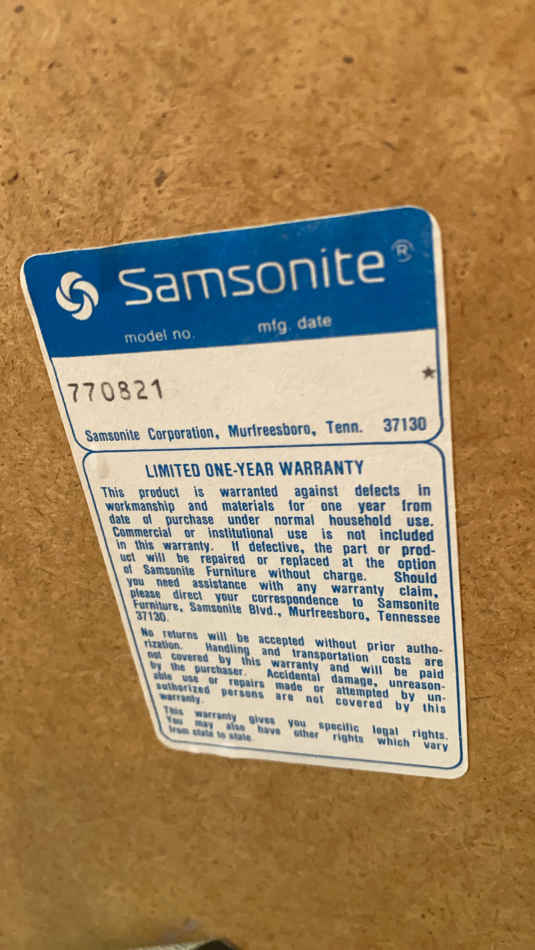 Samsonite®
model no. mfg. date
770821 *
Samsonite Corporation, Murfreesboro, Tenn. 37130
LIMITED ONE-YEAR WARRANTY
This product is warranted against defects in
workmanship and materials for one year from
date of purchase under normal household use.
Commercial or institutional use is not included
in this warranty. If defective, the part or prod-
uct will be repaired or replaced at the option
of Samsonite Furniture without charge. Should
you need assistance with any warranty claim,
please direct your correspondence to Samsonite
Furniture, Samsonite Blvd., Murfreesboro, Tennessee
37130.
No returns will be accepted without prior autho-
rization. Handling and transportation costs are
not covered by this warranty and will be paid
by the purchaser. Accidental damage, unreason-
able use or repairs made or attempted by un-
authorized persons are not covered by this
warranty.
This warranty gives you specific legal rights.
You may also have other rights which vary
from state to state.